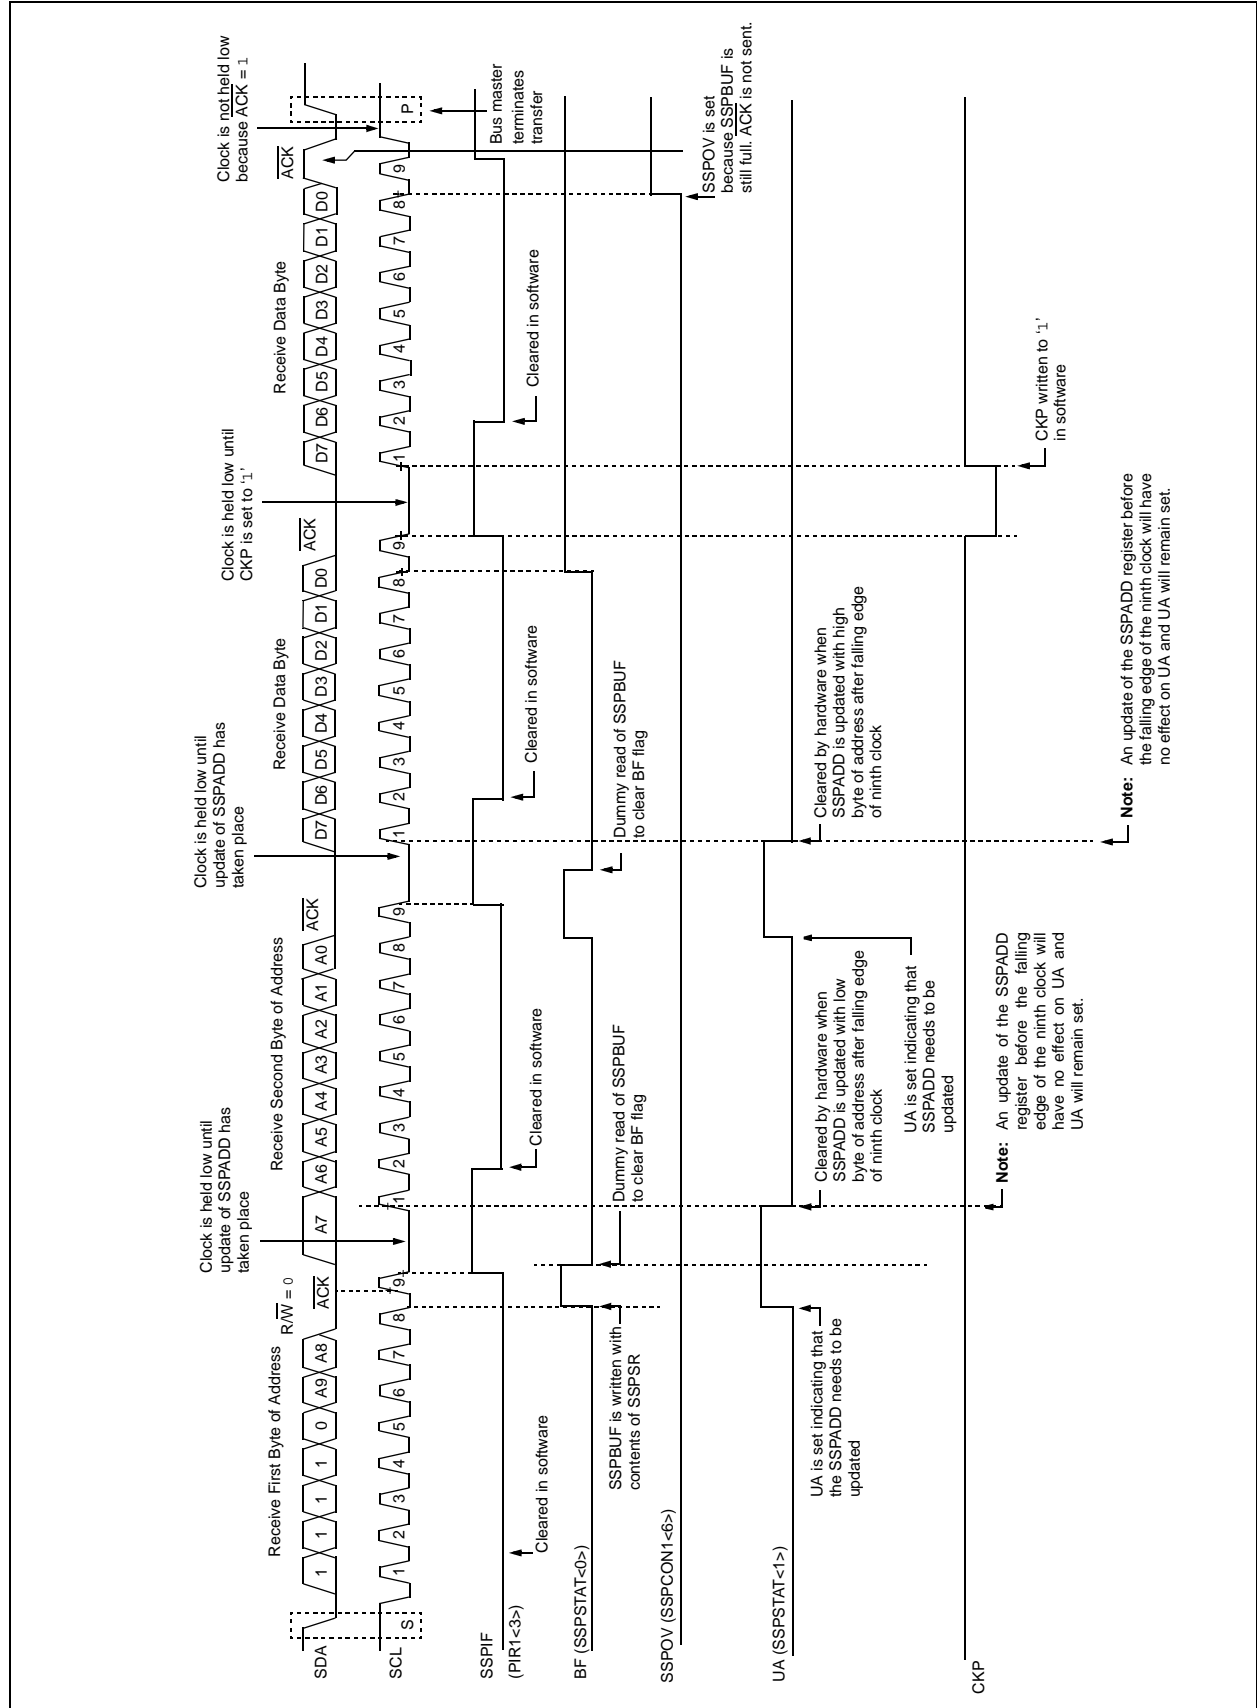 Receive First Byte of Address
R/W = 0
Receive Second Byte of Address
Receive Data Byte
Receive Data Byte
Clock is held low until
update of SSPADD has
taken place
Clock is held low until
update of SSPADD has
taken place
Clock is held low until
CKP is set to ‘1’
Clock is not held low
because ACK = 1
SDA
1 1 1 1 0 A9 A8
ACK
A7 A6 A5 A4 A3 A2 A1 A0
ACK
D7 D6 D5 D4 D3 D2 D1 D0
ACK
D7 D6 D5 D4 D3 D2 D1 D0
ACK
SCL
S
1 2 3 4 5 6 7 8 9
1 2 3 4 5 6 7 8 9
1 2 3 4 5 6 7 8 9
1 2 3 4 5 6 7 8 9
P
Bus master
terminates
transfer
SSPIF
(PIR1<3>)
Cleared in software
Cleared in software
Cleared in software
Cleared in software
BF (SSPSTAT<0>)
SSPBUF is written with
contents of SSPSR
Dummy read of SSPBUF
to clear BF flag
Dummy read of SSPBUF
to clear BF flag
SSPOV (SSPCON1<6>)
SSPOV is set
because SSPBUF is
still full. ACK is not sent.
UA (SSPSTAT<1>)
UA is set indicating that
the SSPADD needs to be
updated
Cleared by hardware when
SSPADD is updated with low
byte of address after falling edge
of ninth clock
UA is set indicating that
SSPADD needs to be
updated
Cleared by hardware when
SSPADD is updated with high
byte of address after falling edge
of ninth clock
CKP
CKP written to ‘1’
in software
Note: An update of the SSPADD
register before the falling
edge of the ninth clock will
have no effect on UA and
UA will remain set.
Note: An update of the SSPADD register before
the falling edge of the ninth clock will have
no effect on UA and UA will remain set.